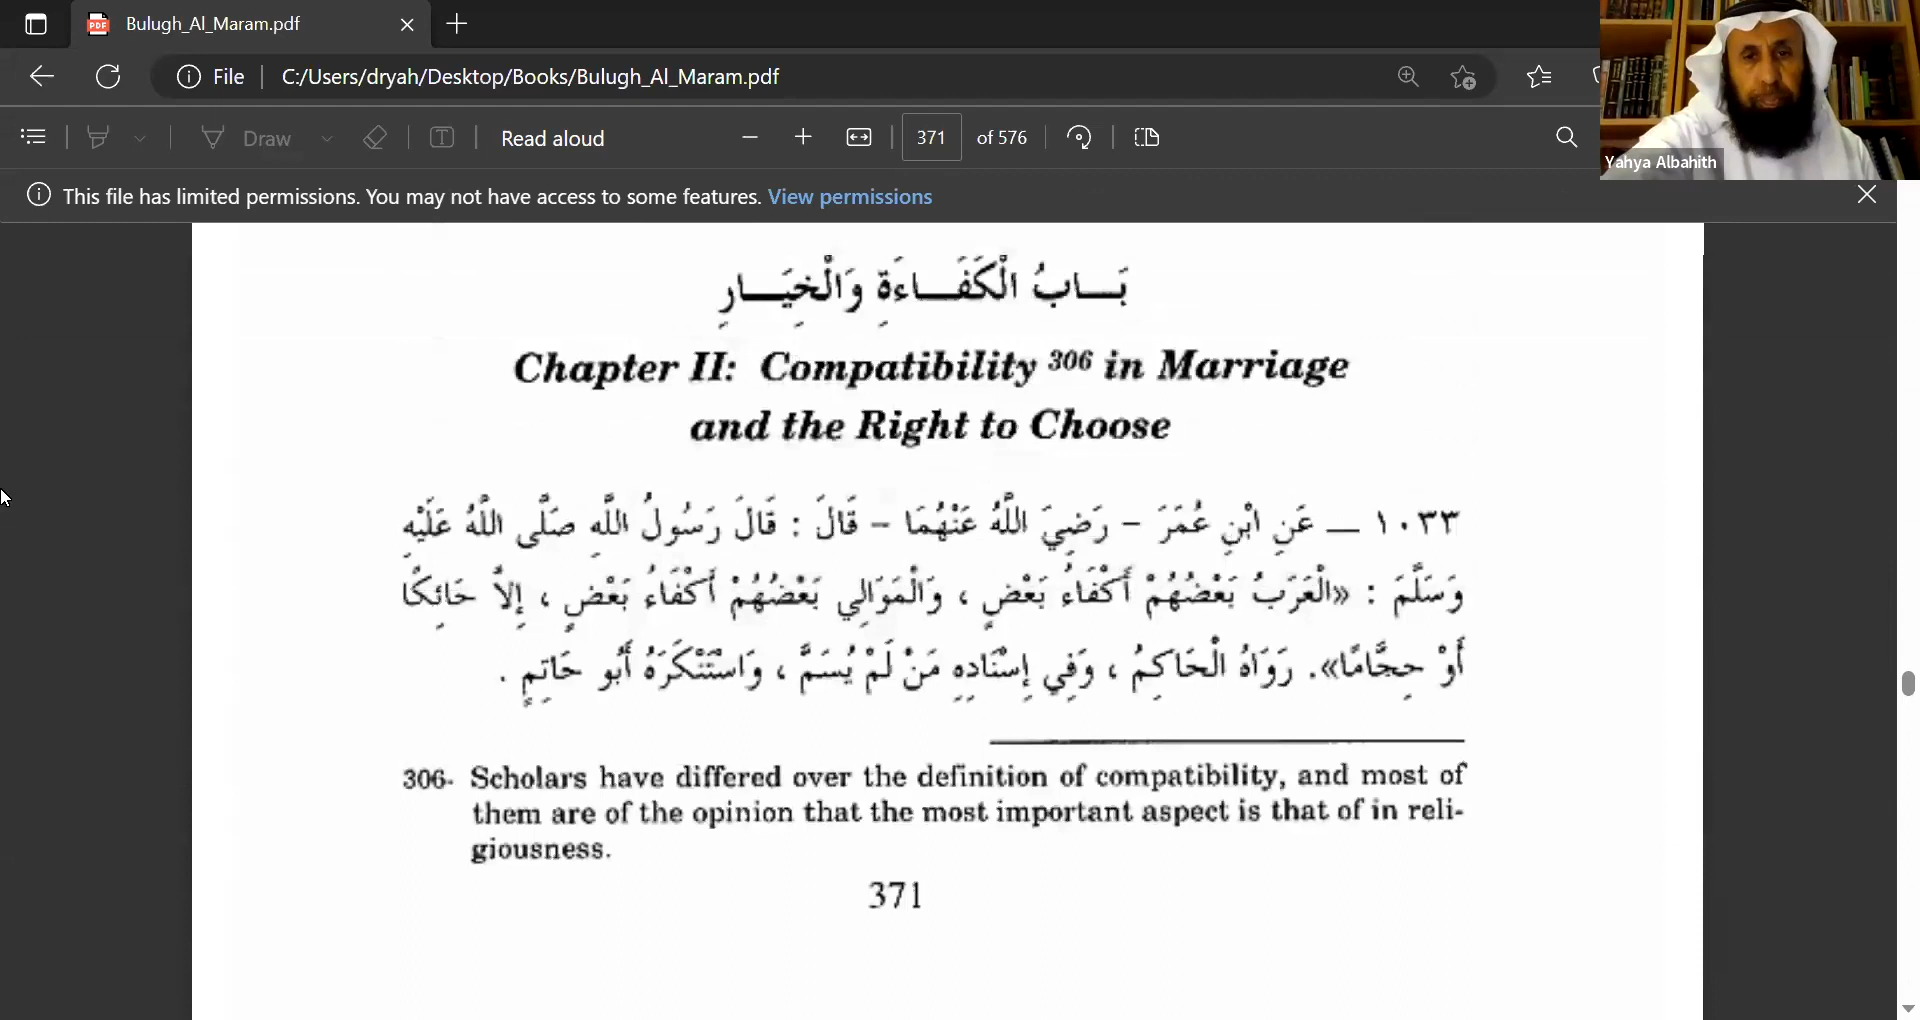 Bulugh_Al_Maram.pdf
File C:/Users/dryah/Desktop/Books/Bulugh_Al_Maram.pdf
Draw Read aloud 371 of 576
Yahya Albahith
This file has limited permissions. You may not have access to some features. View permissions
بَـــابُ الْكَفَـــاءَةِ وَالْخِيَـــارِ
Chapter II: Compatibility 306 in Marriage
and the Right to Choose
١٠٣٣ — عَنِ ابْنِ عُمَرَ – رَضِيَ اللَّهُ عَنْهُمَا – قَالَ : قَالَ رَسُولُ اللَّهِ صَلَّى اللَّهُ عَلَيْهِ
وَسَلَّمَ : «الْعَرَبُ بَعْضُهُمْ أَكْفَاءُ بَعْضٍ ، وَالْمَوَالِي بَعْضُهُمْ أَكْفَاءُ بَعْضٍ ، إِلاَّ حَائِكًا
أَوْ حِجَّامًا». رَوَاهُ الْحَاكِمُ ، وَفِي إِسْنَادِهِ مَنْ لَمْ يُسَمَّ ، وَاسْتَنْكَرَهُ أَبُو حَاتِمٍ .
306- Scholars have differed over the definition of compatibility, and most of
them are of the opinion that the most important aspect is that of in reli-
giousness.
371